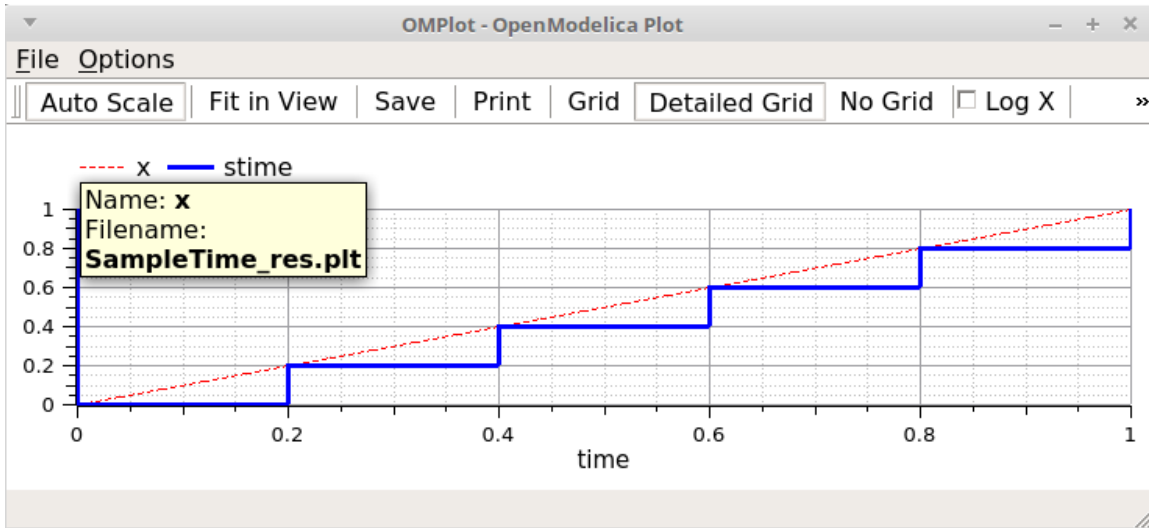 OMPlot - OpenModelica Plot
File Options
Auto Scale Fit in View Save Print Grid Detailed Grid No Grid Log X »
x stime
Name: x
Filename:
SampleTime_res.plt
1
0.8
0.6
0.4
0.2
0
0 0.2 0.4 0.6 0.8 1
time